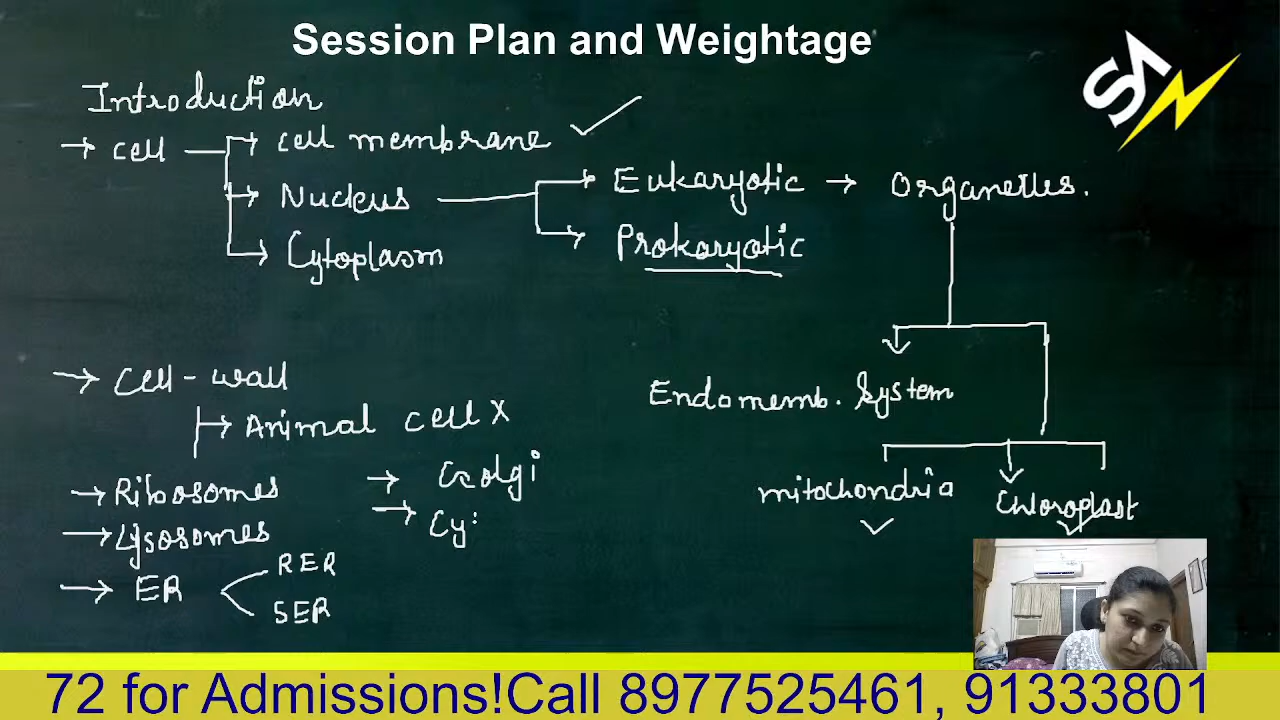 Session Plan and Weightage
SAN
Introduction
→ cell → cell membrane ✓
→ Nucleus → Eukaryotic → Organelles.
→ Cytoplasm → Prokaryotic
→ Cell - wall
→ Animal cell X
Endomemb. System
→ Ribosomes → Golgi
→ Lysosomes → Cy
mitochondria Chloroplast
→ ER RER
SER
72 for Admissions!Call 8977525461, 91333801